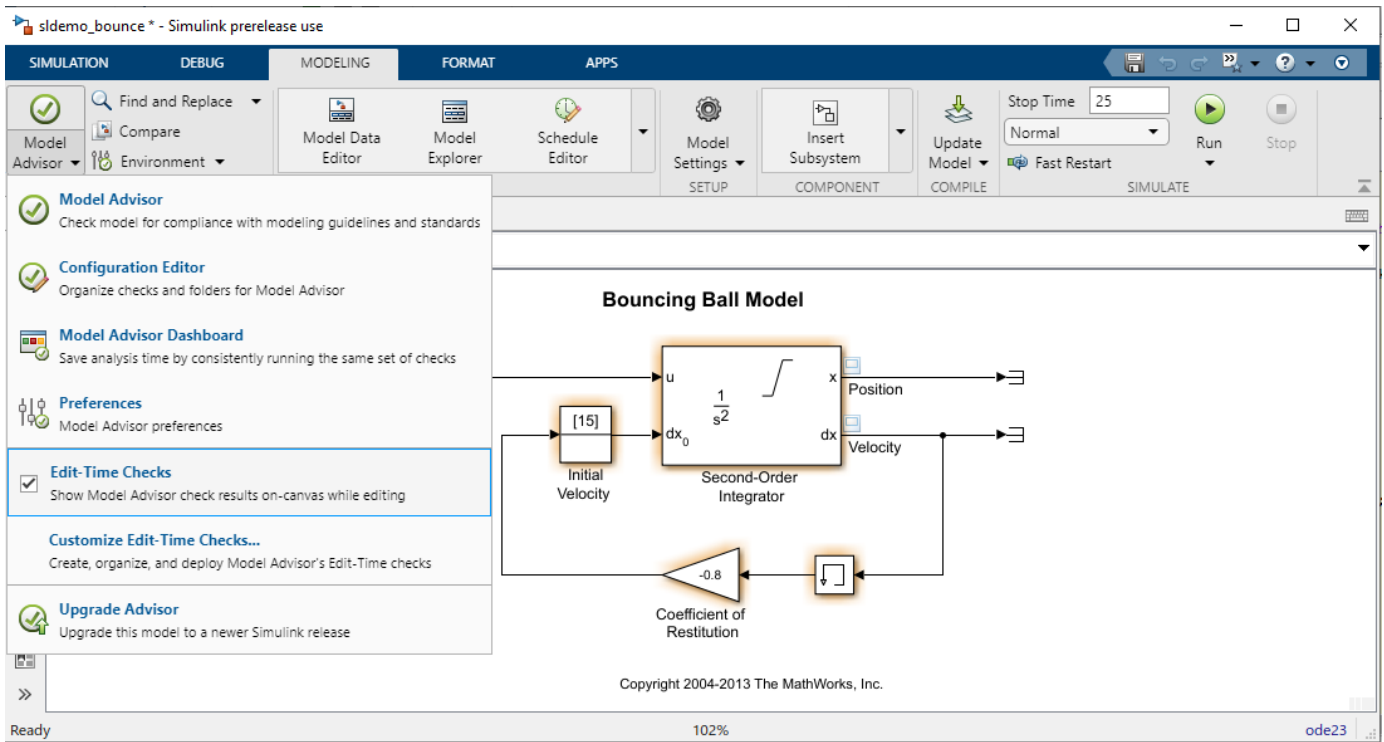 sldemo_bounce * - Simulink prerelease use
SIMULATION DEBUG MODELING FORMAT APPS
Find and Replace
Compare
Environment
Model
Advisor
Model Data
Editor
Model
Explorer
Schedule
Editor
Model
Settings
SETUP
Insert
Subsystem
COMPONENT
Update
Model
COMPILE
Stop Time 25
Normal
Fast Restart
Run
Stop
SIMULATE
Model Advisor
Check model for compliance with modeling guidelines and standards
Configuration Editor
Organize checks and folders for Model Advisor
Model Advisor Dashboard
Save analysis time by consistently running the same set of checks
Preferences
Model Advisor preferences
Edit-Time Checks
Show Model Advisor check results on-canvas while editing
Customize Edit-Time Checks...
Create, organize, and deploy Model Advisor's Edit-Time checks
Upgrade Advisor
Upgrade this model to a newer Simulink release
Bouncing Ball Model
u
1
s2
x
Position
[15]
dx0
dx
Velocity
Initial
Velocity
Second-Order
Integrator
-0.8
Coefficient of
Restitution
Copyright 2004-2013 The MathWorks, Inc.
Ready 102% ode23